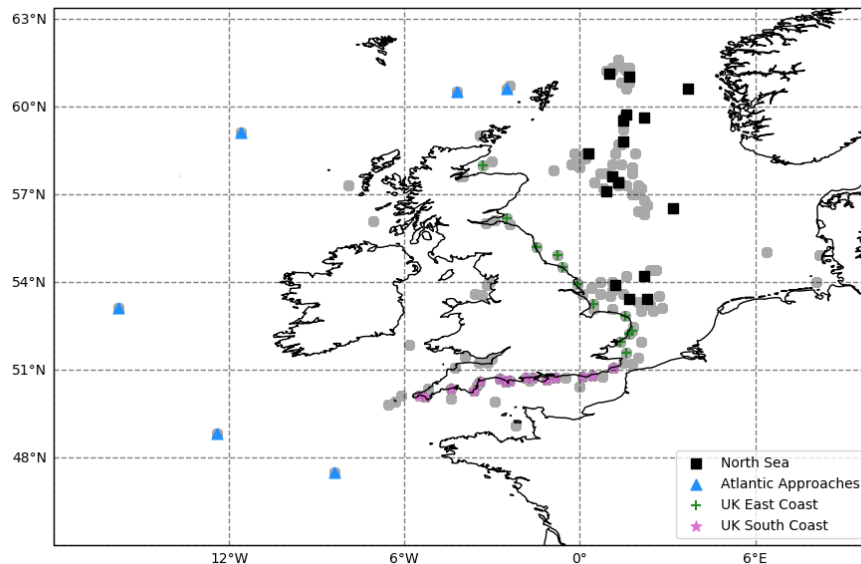 63°N
60°N
57°N
54°N
51°N
48°N
12°W 6°W 0° 6°E
North Sea
Atlantic Approaches
UK East Coast
UK South Coast